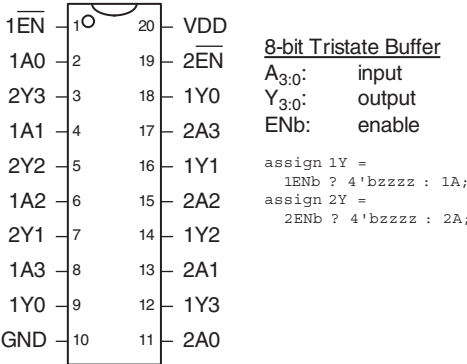 1E̅N̅ 1 20 VDD
1A0 2 19 2E̅N̅
2Y3 3 18 1Y0
1A1 4 17 2A3
2Y2 5 16 1Y1
1A2 6 15 2A2
2Y1 7 14 1Y2
1A3 8 13 2A1
1Y0 9 12 1Y3
GND 10 11 2A0
8-bit Tristate Buffer
A3:0: input
Y3:0: output
ENb: enable
assign 1Y =
1ENb ? 4'bzzzz : 1A;
assign 2Y =
2ENb ? 4'bzzzz : 2A;